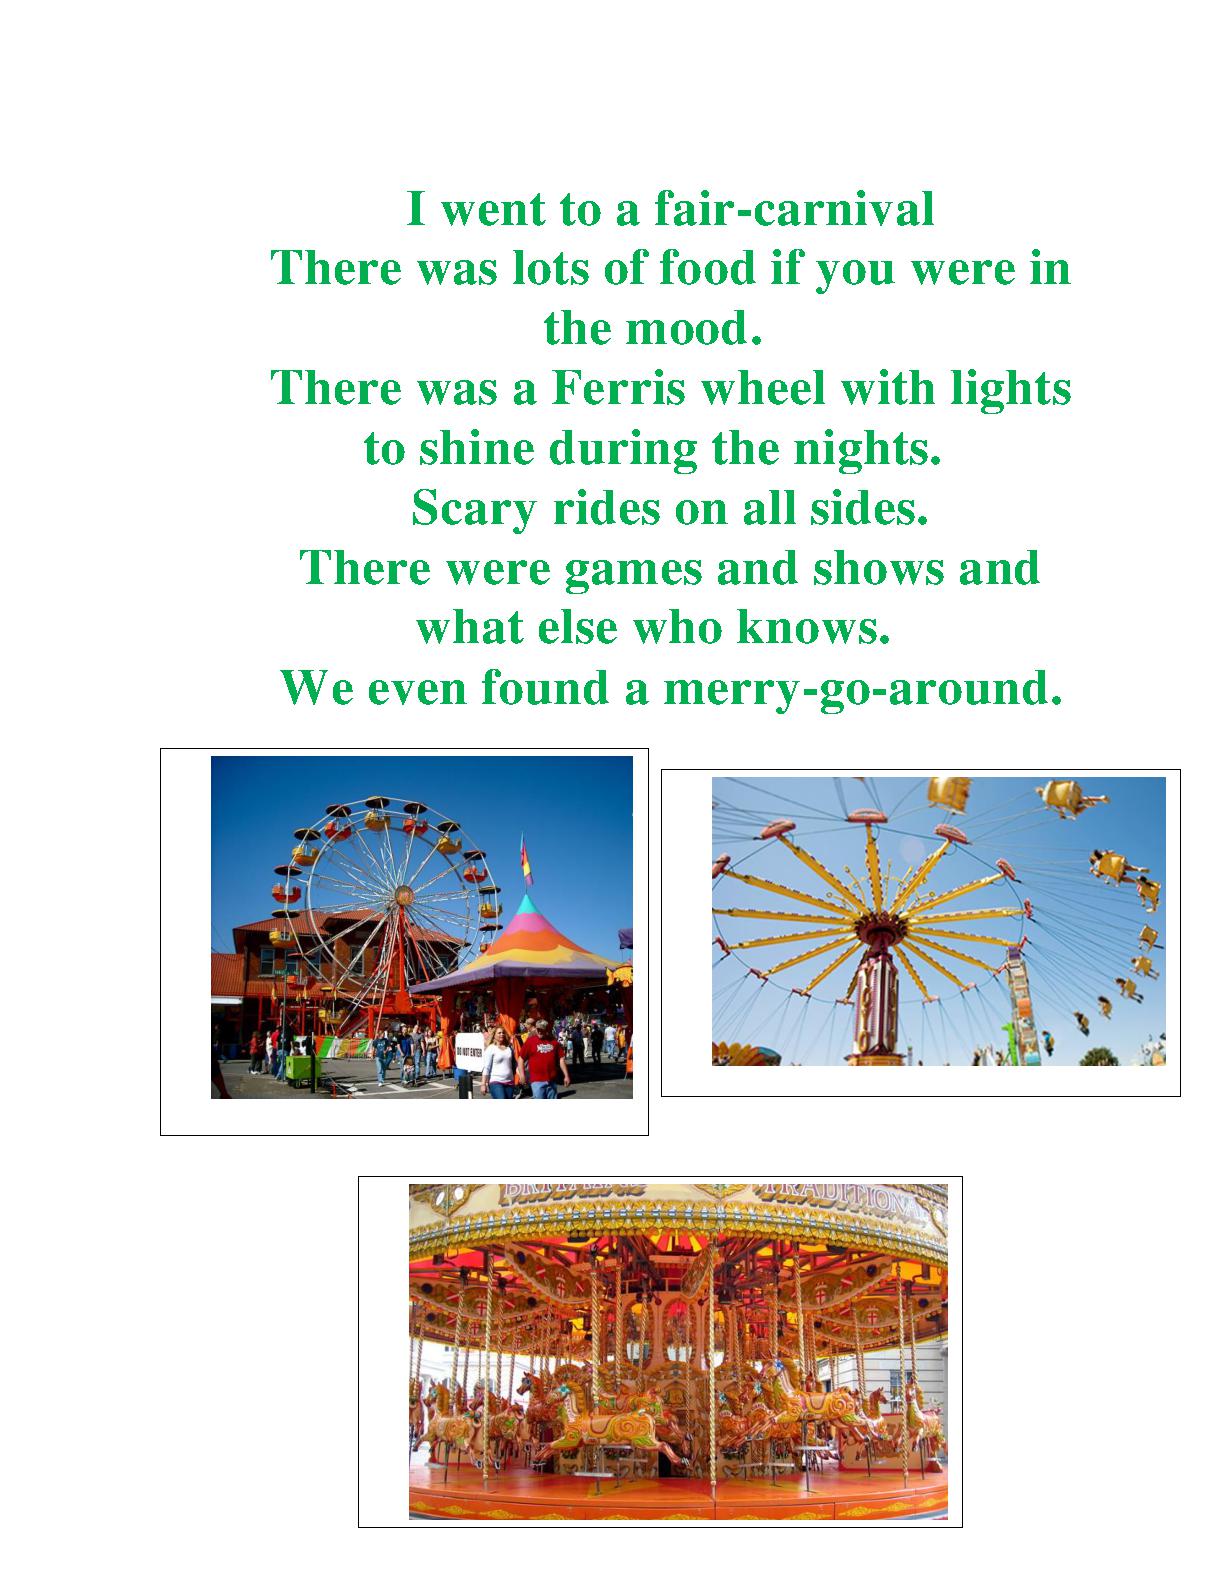 I went to a fair-carnival
There was lots of food if you were in
the mood.
There was a Ferris wheel with lights
to shine during the nights.
Scary rides on all sides.
There were games and shows and
what else who knows.
We even found a merry-go-around.
DO NOT ENTER
TRADITIONAL